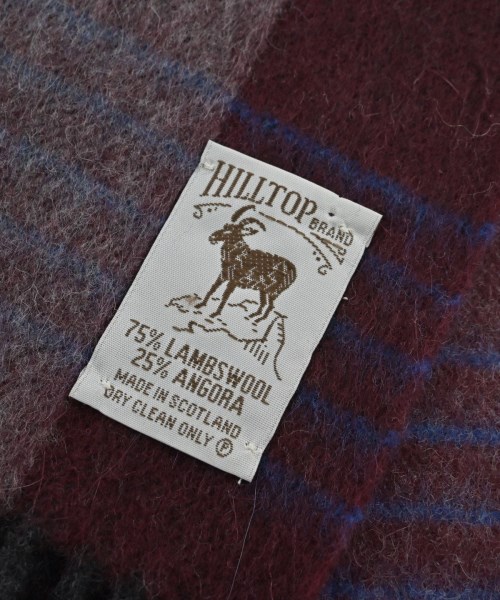 HILLTOP
BRAND
75% LAMBSWOOL
25% ANGORA
MADE IN SCOTLAND
DRY CLEAN ONLY Ⓟ